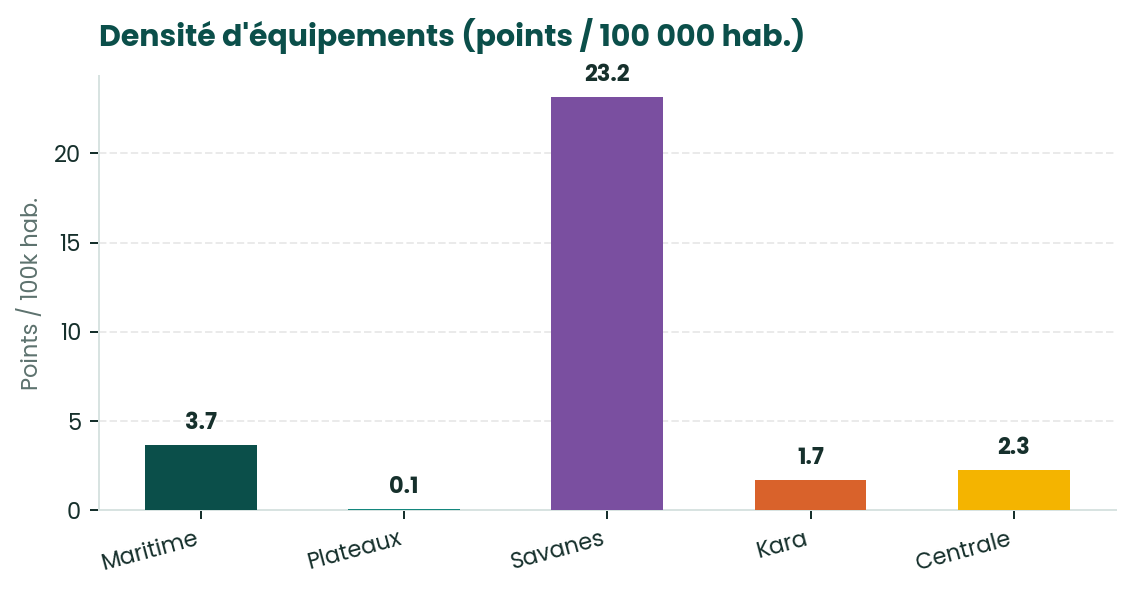 Densité d'équipements (points / 100 000 hab.)
23.2
20
15
10
5
0
Points / 100k hab.
3.7
0.1
1.7
2.3
Maritime
Plateaux
Savanes
Kara
Centrale